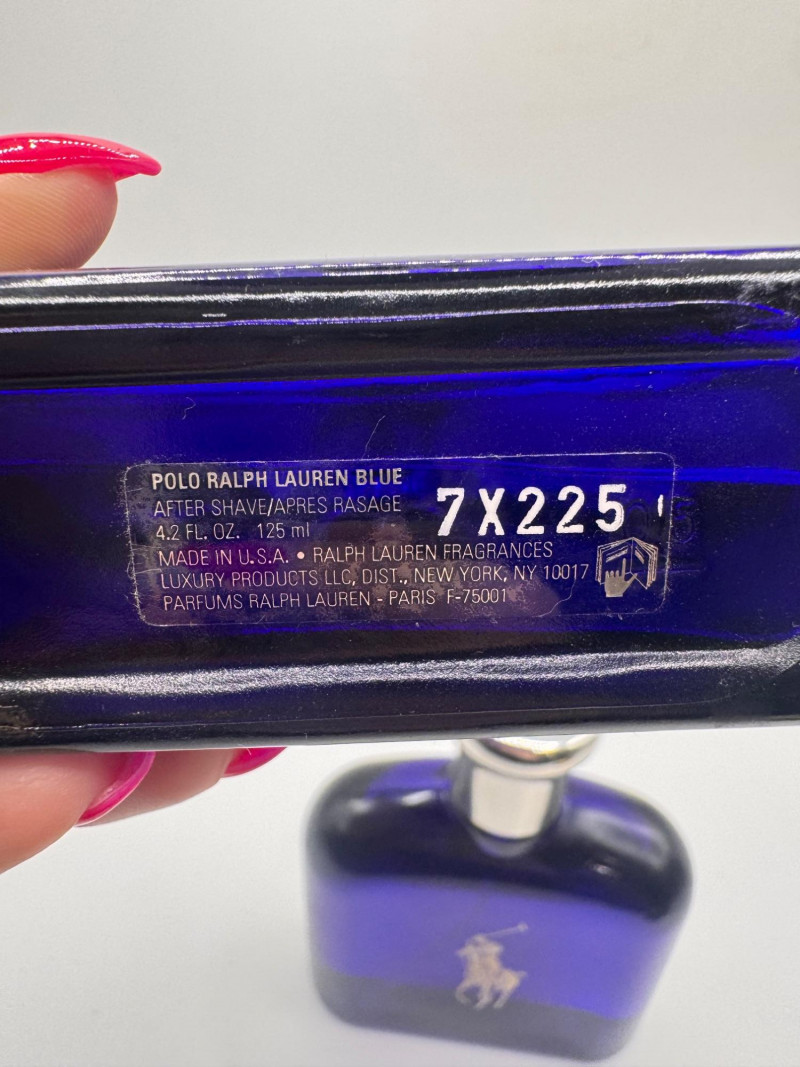 POLO RALPH LAUREN BLUE
AFTER SHAVE/APRES RASAGE
4.2 FL. OZ. 125 ml
7X225
MADE IN U.S.A. • RALPH LAUREN FRAGRANCES
LUXURY PRODUCTS LLC, DIST., NEW YORK, NY 10017
PARFUMS RALPH LAUREN - PARIS F-75001